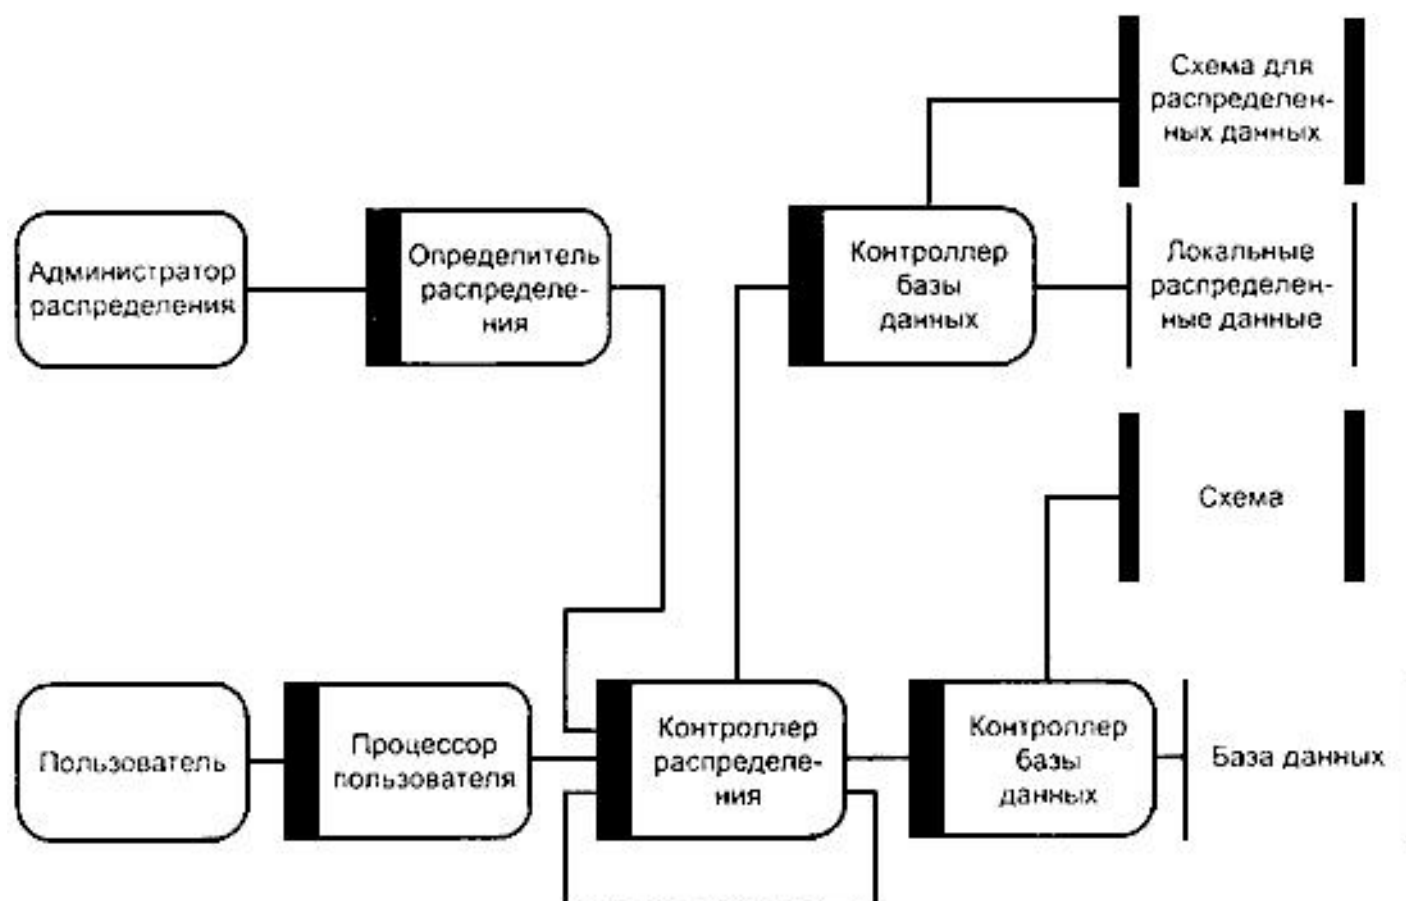 Схема для
распределен-
ных данных
Администратор
распределения
Определитель
распределе-
ния
Контроллер
базы
данных
Локальные
распределен-
ные данные
Схема
Пользователь
Процессор
пользователя
Контроллер
распределе-
ния
Контроллер
базы
данных
База данных